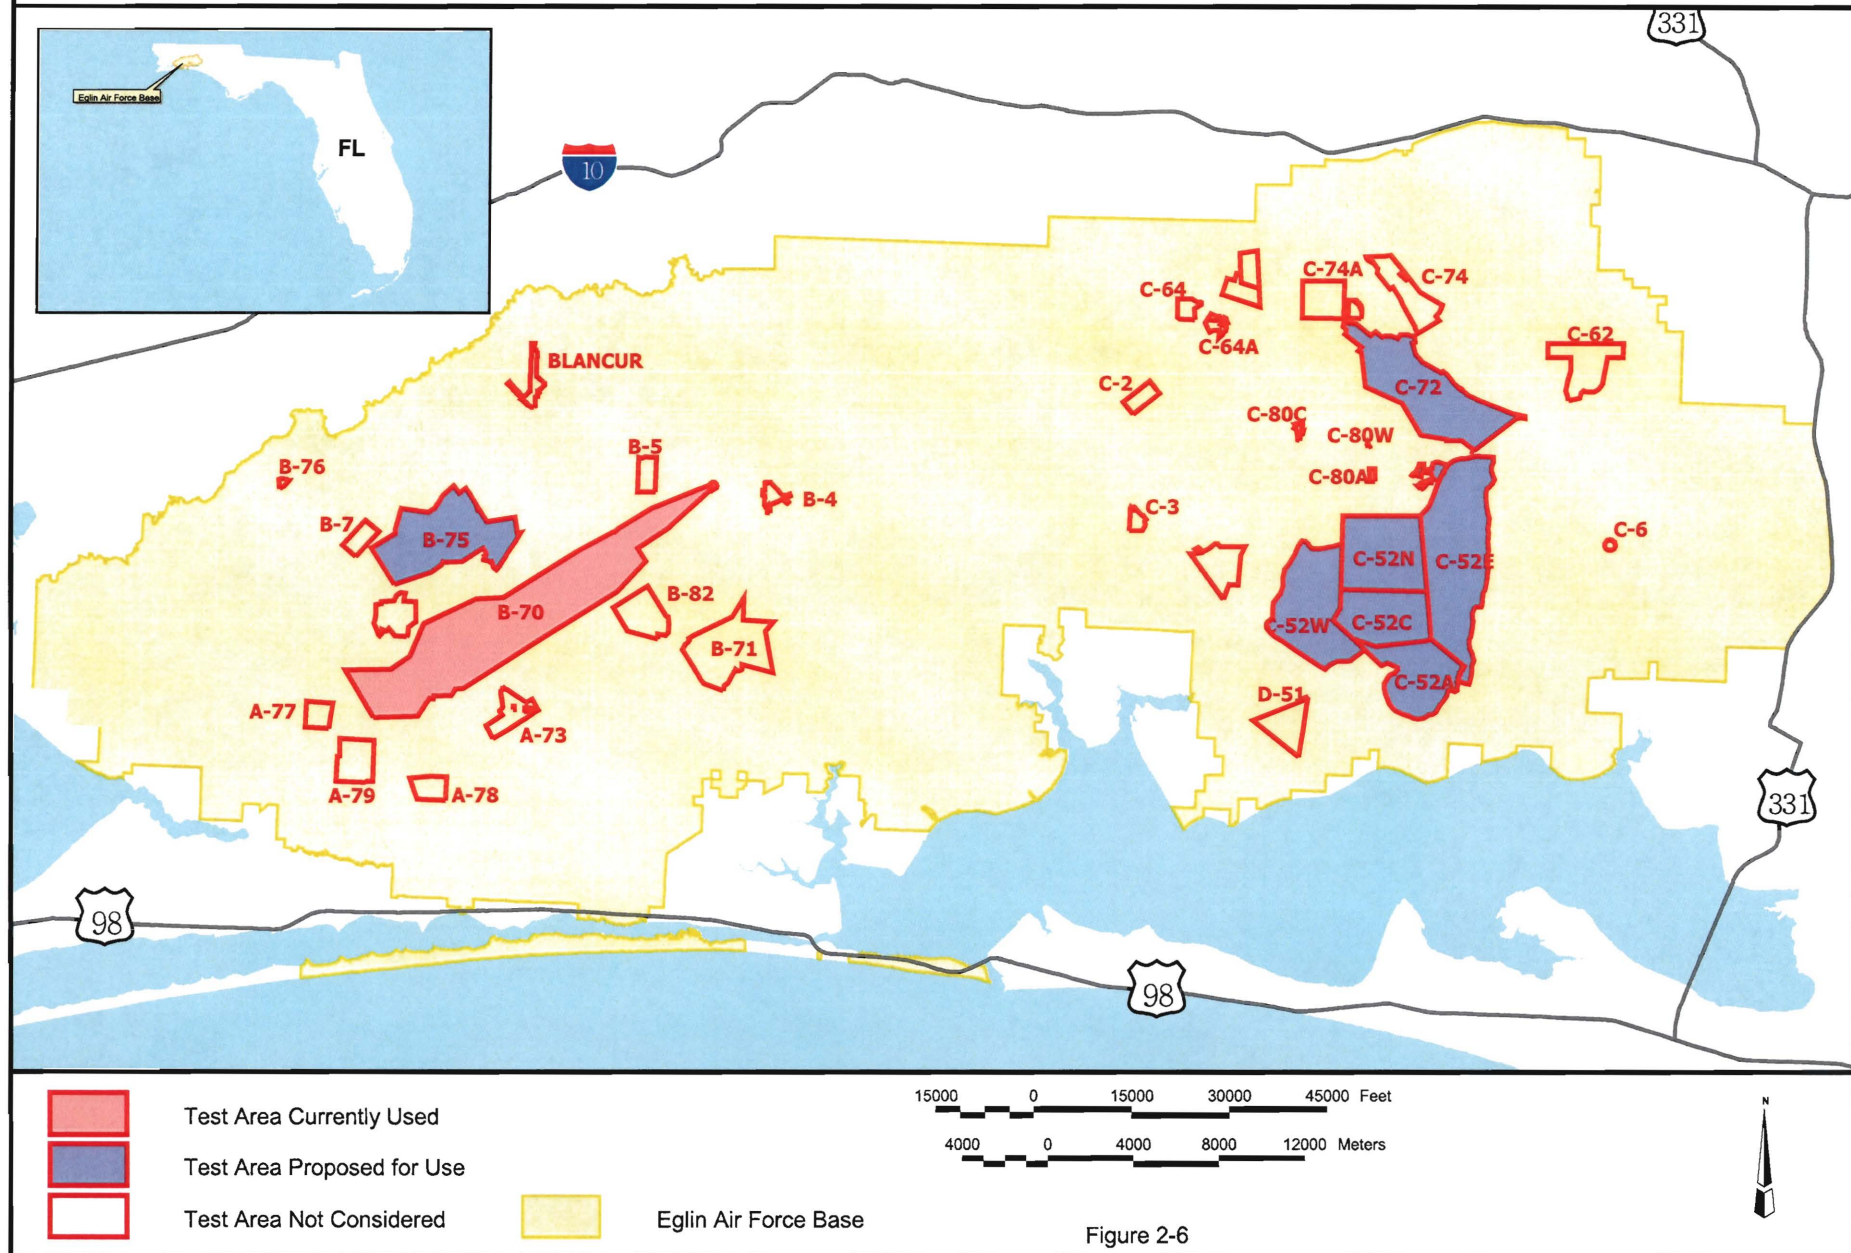 331
Eglin Air Force Base
FL
10
C-74A
C-74
C-64
C-64A
C-62
BLANCUR
C-2
C-72
C-80C
C-80W
B-5
B-76
C-80A
B-4
C-3
B-7
B-75
C-6
C-52N
C-52E
B-82
B-70
C-52W
C-52C
B-71
C-52A
D-51
A-77
A-73
A-79
A-78
331
98
98
15000 0 15000 30000 45000 Feet
Test Area Currently Used
4000 0 4000 8000 12000 Meters
Test Area Proposed for Use
Test Area Not Considered
Eglin Air Force Base
Figure 2-6
N